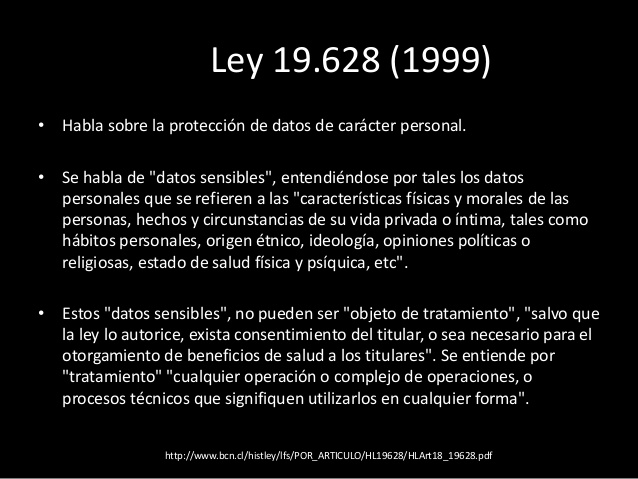 Ley 19.628 (1999)
• Habla sobre la protección de datos de carácter personal.
• Se habla de "datos sensibles", entendiéndose por tales los datos
personales que se refieren a las "características físicas y morales de las
personas, hechos y circunstancias de su vida privada o íntima, tales como
hábitos personales, origen étnico, ideología, opiniones políticas o
religiosas, estado de salud física y psíquica, etc".
• Estos "datos sensibles", no pueden ser "objeto de tratamiento", "salvo que
la ley lo autorice, exista consentimiento del titular, o sea necesario para el
otorgamiento de beneficios de salud a los titulares". Se entiende por
"tratamiento" "cualquier operación o complejo de operaciones, o
procesos técnicos que signifiquen utilizarlos en cualquier forma".
http://www.bcn.cl/histley/lfs/POR_ARTICULO/HL19628/HLArt18_19628.pdf